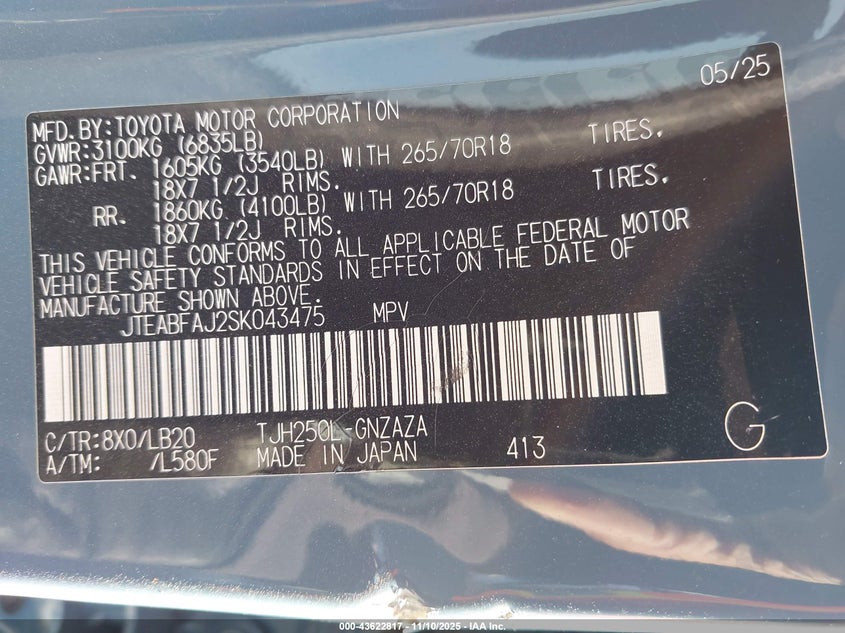 05/25
MFD.BY:TOYOTA MOTOR CORPORATION
GVWR:3100KG (6835LB)
GAWR:FRT. 1605KG (3540LB) WITH 265/70R18 TIRES.
18X7 1/2J RIMS.
RR. 1860KG (4100LB) WITH 265/70R18 TIRES.
18X7 1/2J RIMS.
THIS VEHICLE CONFORMS TO ALL APPLICABLE FEDERAL MOTOR
VEHICLE SAFETY STANDARDS IN EFFECT ON THE DATE OF
MANUFACTURE SHOWN ABOVE.
JTEABFAJ2SK043475 MPV
C/TR:8X0/LB20 TJH250L-GNZAZA
A/TM: /L580F MADE IN JAPAN 413
G
000-43622817 - 11/10/2025 - IAA Inc.